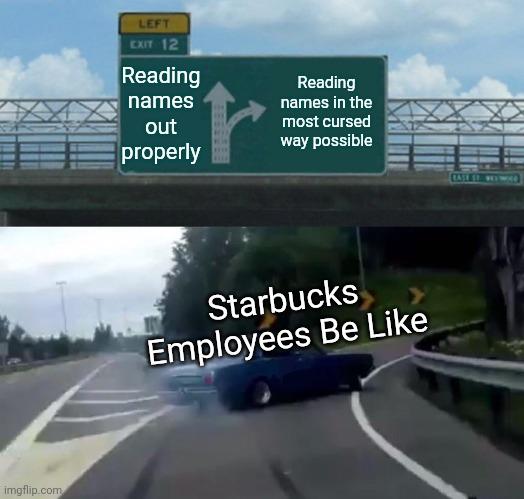 LEFT
EXIT 12
Reading
names
out
properly
Reading
names in the
most cursed
way possible
Starbucks
Employees Be Like
imgflip.com